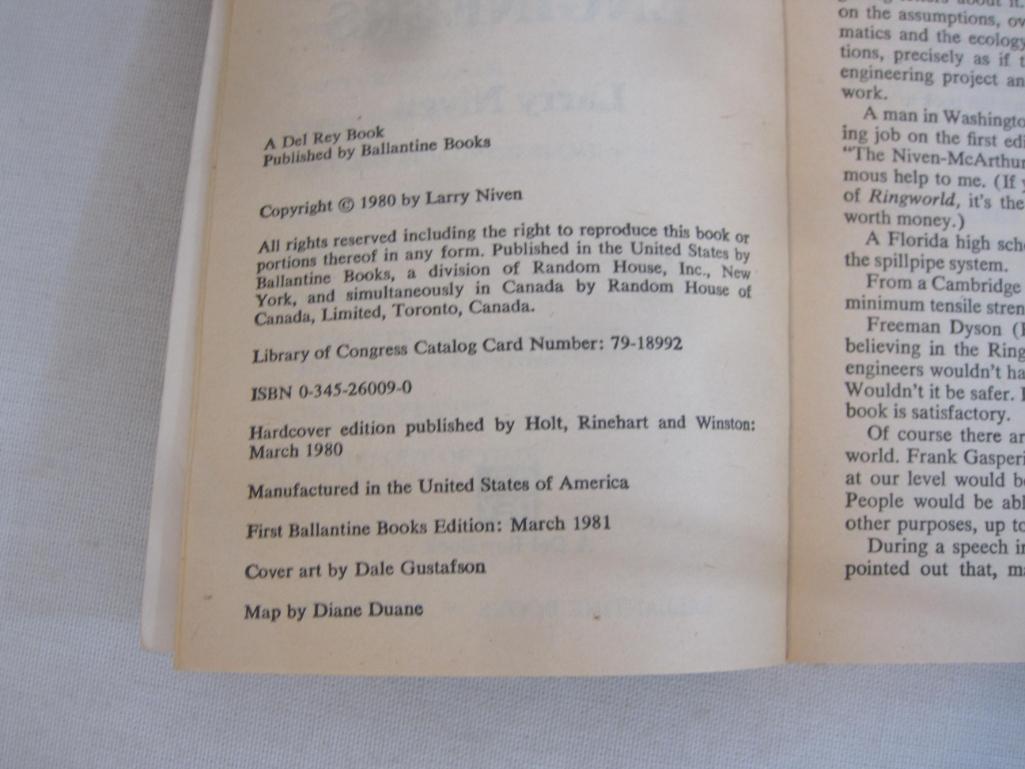 A Del Rey Book
Published by Ballantine Books
Copyright © 1980 by Larry Niven
All rights reserved including the right to reproduce this book or
portions thereof in any form. Published in the United States by
Ballantine Books, a division of Random House, Inc., New
York, and simultaneously in Canada by Random House of
Canada, Limited, Toronto, Canada.
Library of Congress Catalog Card Number: 79-18992
ISBN 0-345-26009-0
Hardcover edition published by Holt, Rinehart and Winston:
March 1980
Manufactured in the United States of America
First Ballantine Books Edition: March 1981
Cover art by Dale Gustafson
Map by Diane Duane
on the assumptions, ov
matics and the ecology
tions, precisely as if t
engineering project an
work.
A man in Washingto
ing job on the first edi
"The Niven-McArthur
mous help to me. (If y
of Ringworld, it's the
worth money.)
A Florida high scho
the spillpipe system.
From a Cambridge
minimum tensile stren
Freeman Dyson (
believing in the Ring
engineers wouldn't ha
Wouldn't it be safer.
book is satisfactory.
Of course there ar
world. Frank Gasperi
at our level would be
People would be abl
other purposes, up to
During a speech in
pointed out that, ma